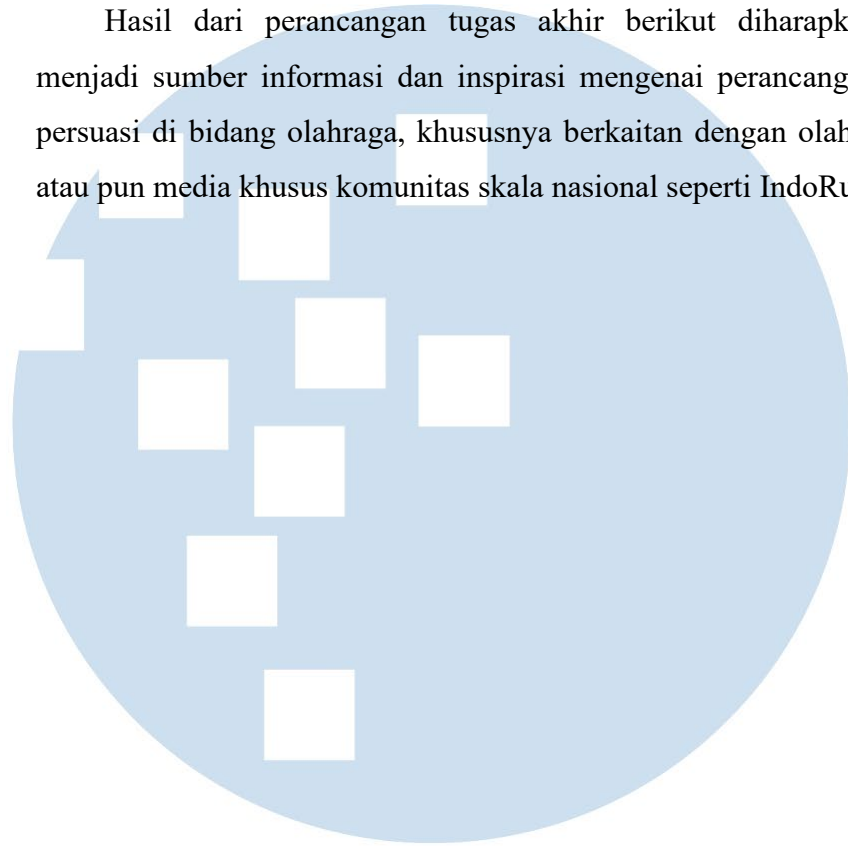 Hasil dari perancangan tugas akhir berikut diharapk
menjadi sumber informasi dan inspirasi mengenai perancang
persuasi di bidang olahraga, khususnya berkaitan dengan olah
atau pun media khusus komunitas skala nasional seperti IndoRu